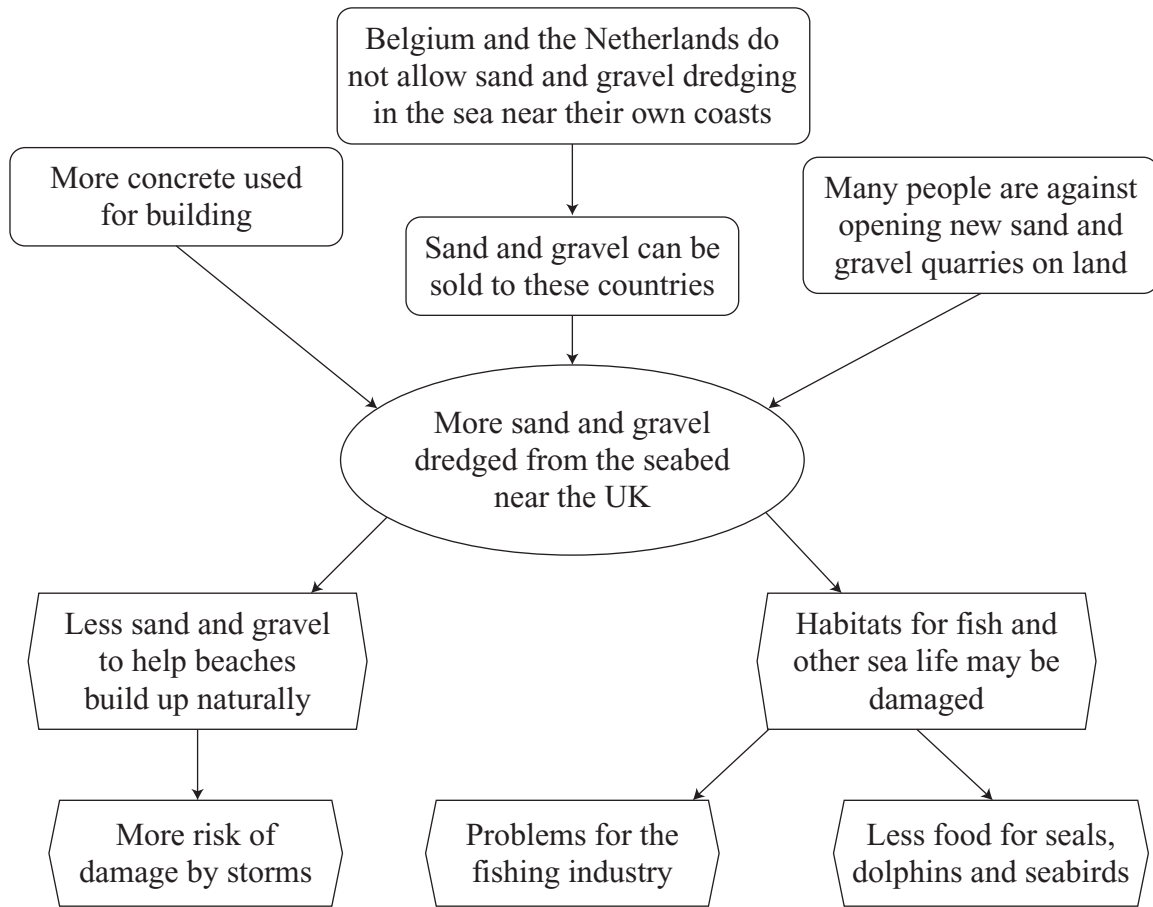 Belgium and the Netherlands do
not allow sand and gravel dredging
in the sea near their own coasts
More concrete used
for building
Sand and gravel can be
sold to these countries
Many people are against
opening new sand and
gravel quarries on land
More sand and gravel
dredged from the seabed
near the UK
Less sand and gravel
to help beaches
build up naturally
Habitats for fish and
other sea life may be
damaged
More risk of
damage by storms
Problems for the
fishing industry
Less food for seals,
dolphins and seabirds